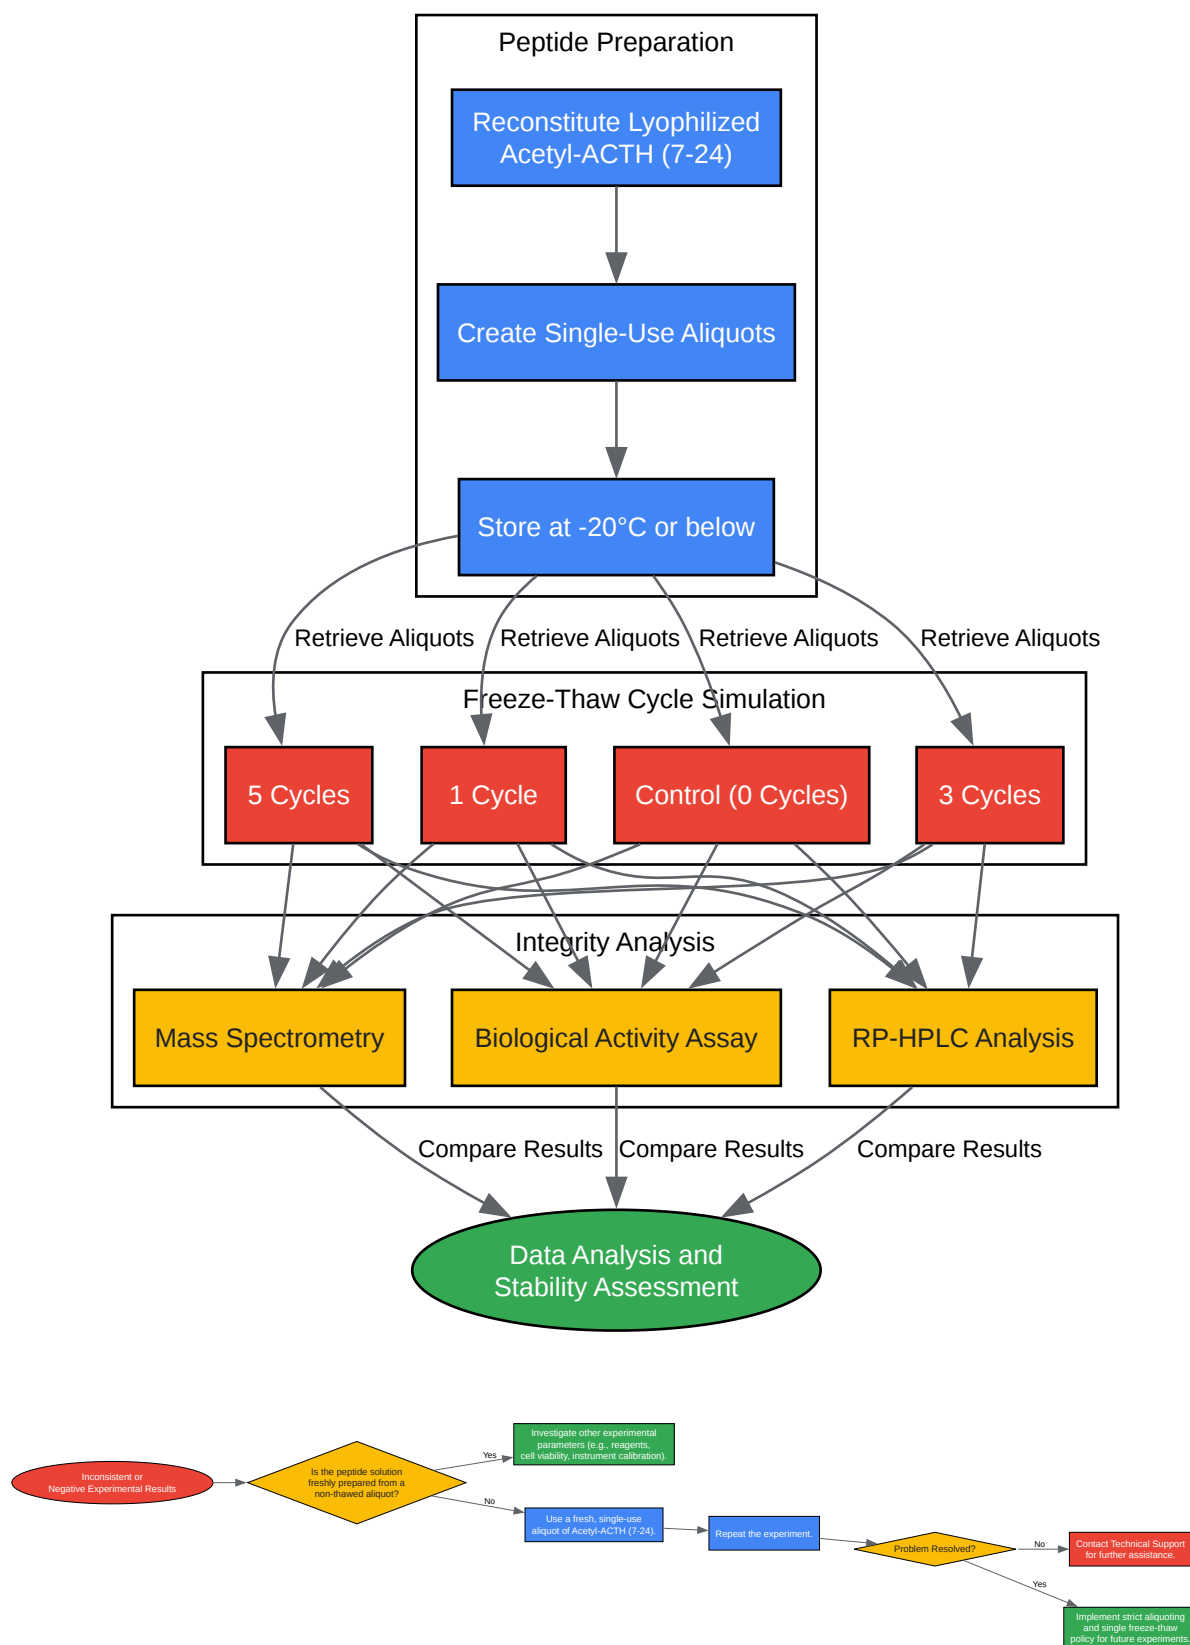 Peptide Preparation
Reconstitute Lyophilized
Acetyl-ACTH (7-24)
Create Single-Use Aliquots
Store at -20°C or below
Retrieve Aliquots
Retrieve Aliquots
Retrieve Aliquots
Retrieve Aliquots
Freeze-Thaw Cycle Simulation
5 Cycles
1 Cycle
Control (0 Cycles)
3 Cycles
Integrity Analysis
Mass Spectrometry
Biological Activity Assay
RP-HPLC Analysis
Compare Results
Compare Results
Compare Results
Data Analysis and
Stability Assessment
Inconsistent or
Negative Experimental Results
Is the peptide solution
freshly prepared from a
non-thawed aliquot?
Yes
Investigate other experimental
parameters (e.g., reagents,
cell viability, instrument calibration).
No
Use a fresh, single-use
aliquot of Acetyl-ACTH (7-24).
Repeat the experiment.
Problem Resolved?
No
Contact Technical Support
for further assistance.
Yes
Implement strict aliquoting
and single freeze-thaw
policy for future experiments.